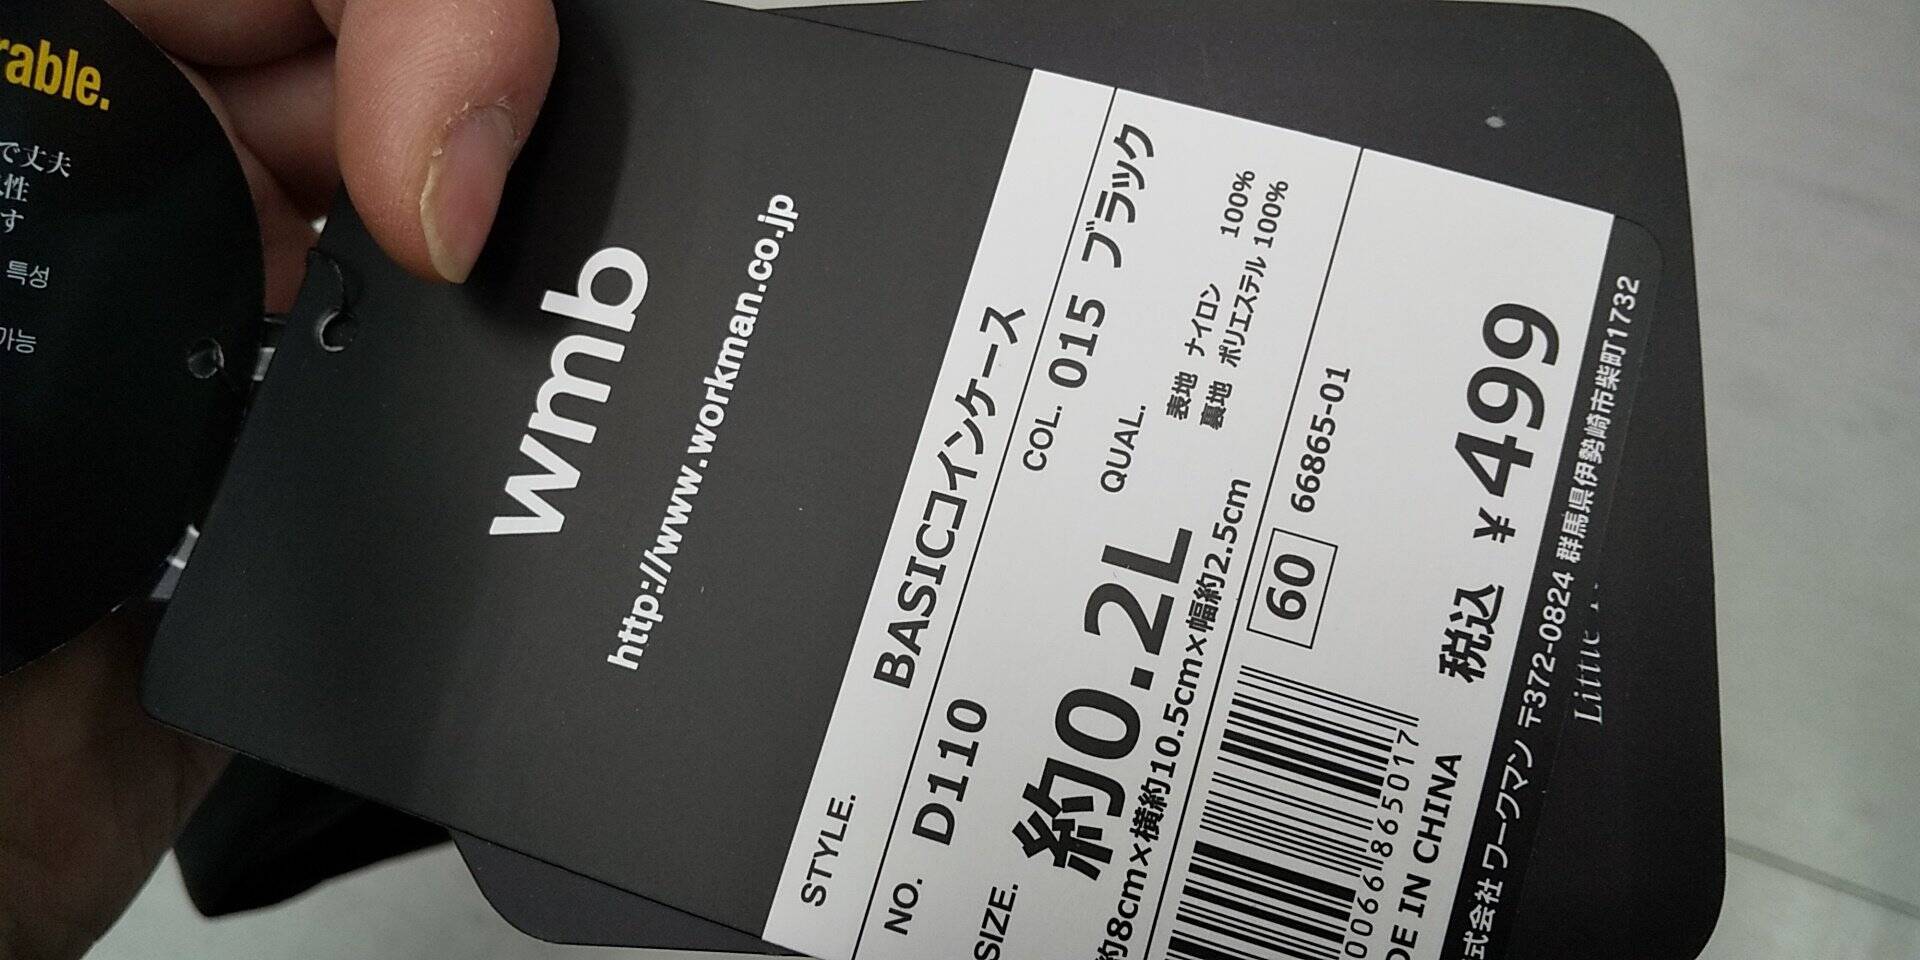 rable.
で丈夫
性
す
특성
가능
wmb
http://www.workman.co.jp
STYLE. BASICコインケース
NO. D110 COL. 015 ブラック
SIZE. 約0.2L QUAL.
表地 ナイロン 100%
裏地 ポリエステル 100%
約8cm×横約10.5cm×幅約2.5cm
60 66865-01
0066865017
DE IN CHINA
税込 ¥499
式会社 ワークマン 〒372-0824 群馬県伊勢崎市柴町1732
Little